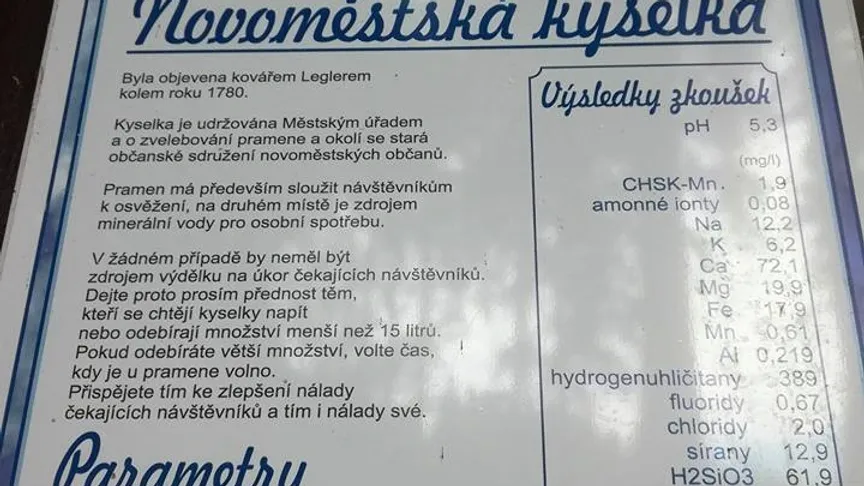 Novoměstská kyselka
Byla objevena kovářem Leglerem
kolem roku 1780.
Kyselka je udržována Městským úřadem
a o zvelebování pramene a okolí se stará
občanské sdružení novoměstských občanů.
Pramen má především sloužit návštěvníkům
k osvěžení, na druhém místě je zdrojem
minerální vody pro osobní spotřebu.
V žádném případě by neměl být
zdrojem výdělku na úkor čekajících návštěvníků.
Dejte proto prosím přednost těm,
kteří se chtějí kyselky napít
nebo odebírají množství menší než 15 litrů.
Pokud odebíráte větší množství, volte čas,
kdy je u pramene volno.
Přispějete tím ke zlepšení nálady
čekajících návštěvníků a tím i nálady své.
Parametry
Výsledky zkoušek
pH 5,3
(mg/l)
CHSK-Mn. 1,9
amonné ionty 0,08
Na 12,2
K 6,2
Ca 72,1
Mg 19,9
Fe 17,9
Mn 0,61
Al 0,219
hydrogenuhličitany 389
fluoridy 0,67
chloridy 2,0
sírany 12,9
H2SiO3 61,9